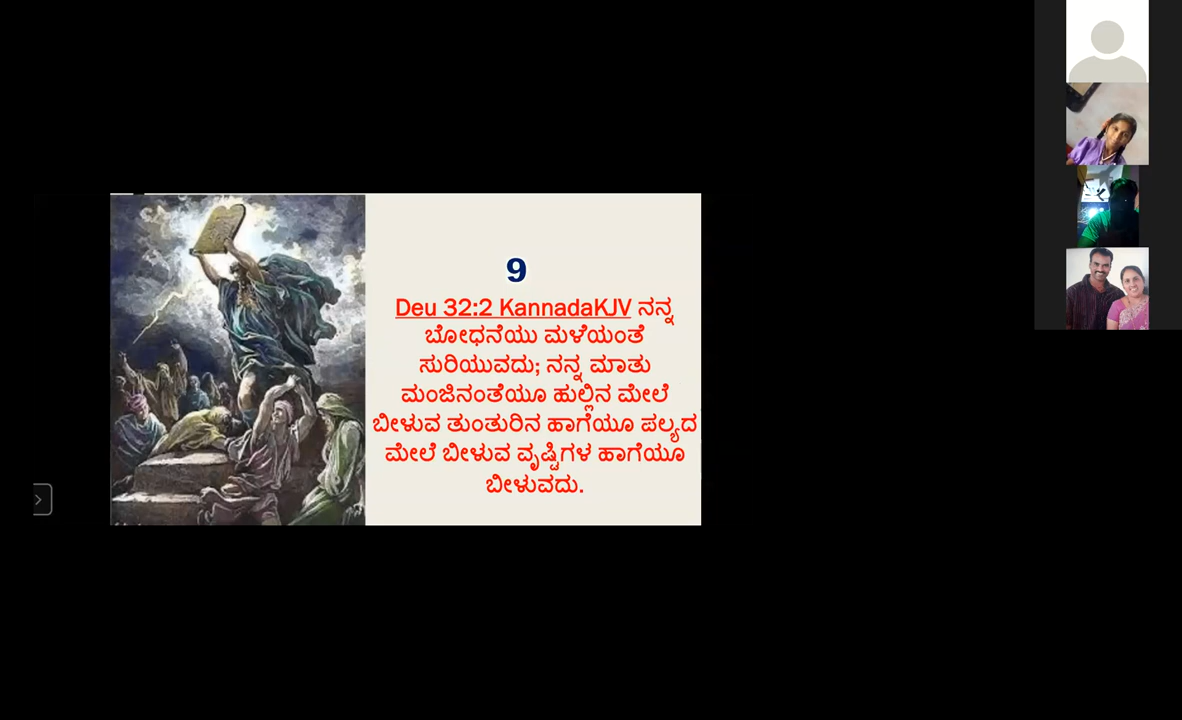 9
Deu 32:2 KannadaKJV ನನ್ನ
ಬೋಧನೆಯು ಮಳೆಯಂತೆ
ಸುರಿಯುವದು; ನನ್ನ ಮಾತು
ಮಂಜಿನಂತೆಯೂ ಹುಲ್ಲಿನ ಮೇಲೆ
ಬೀಳುವ ತುಂತುರಿನ ಹಾಗೆಯೂ ಪಲ್ಯದ
ಮೇಲೆ ಬೀಳುವ ವೃಷ್ಟಿಗಳ ಹಾಗೆಯೂ
ಬೀಳುವದು.